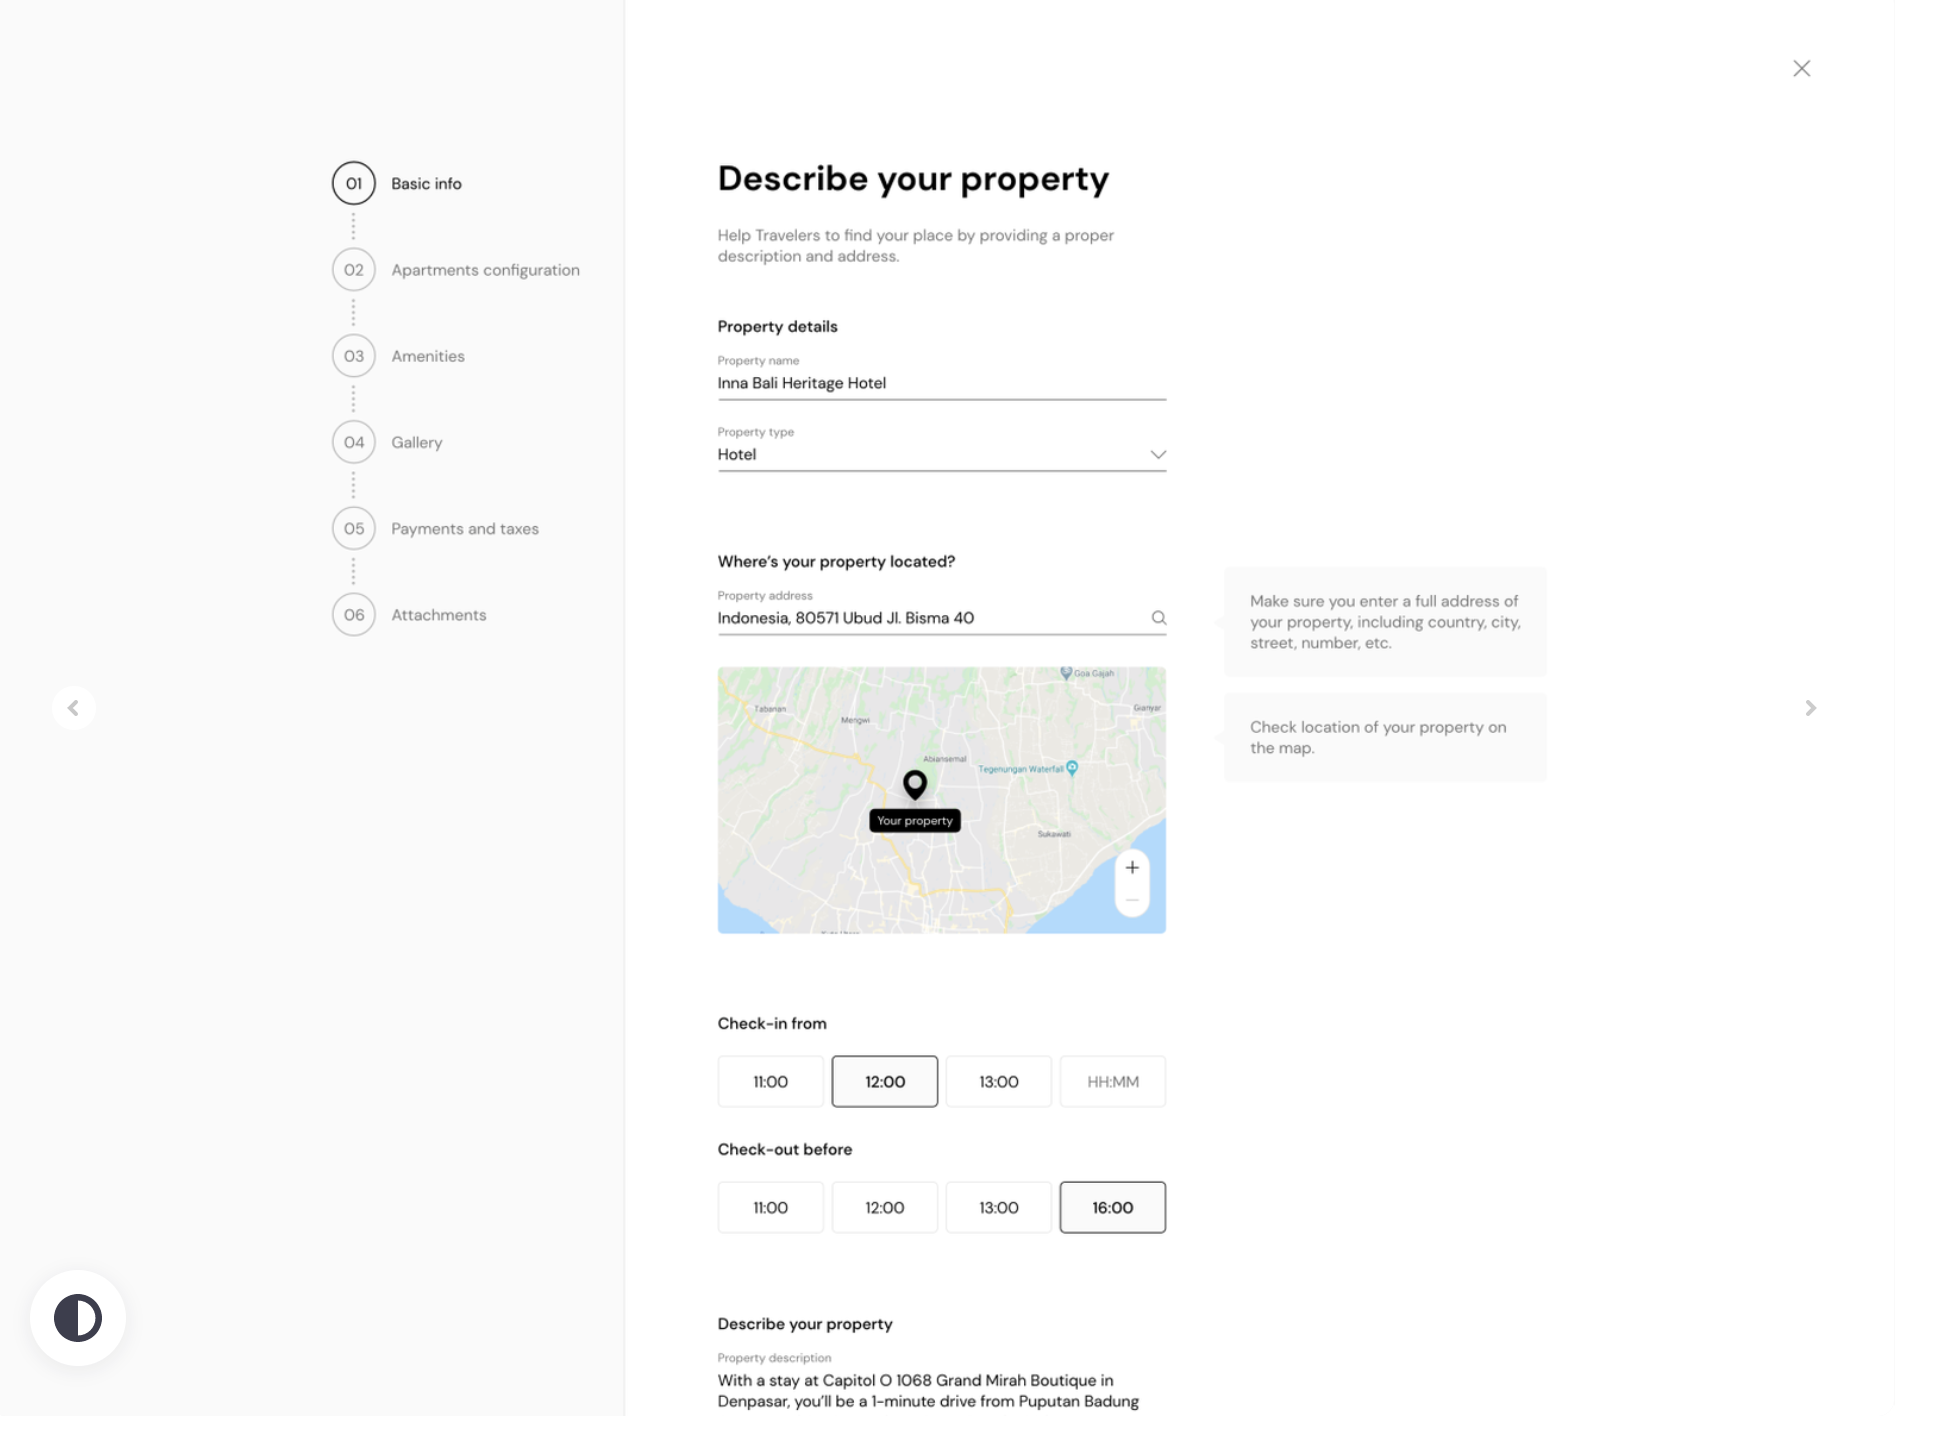 01 Basic info
02 Apartments configuration
03 Amenities
04 Gallery
05 Payments and taxes
06 Attachments
Describe your property
Help Travelers to find your place by providing a proper
description and address.
Property details
Property name
Inna Bali Heritage Hotel
Property type
Hotel
Where's your property located?
Property address
Indonesia, 80571 Ubud Jl. Bisma 40
Make sure you enter a full address of
your property, including country, city,
street, number, etc.
Check location of your property on
the map.
Goa Gajah
Tabanan
Gianyar
Mengwi
Abiansemal
Tegenungan Waterfall
Your property
Sukawati
Check-in from
11:00 12:00 13:00 HH:MM
Check-out before
11:00 12:00 13:00 16:00
Describe your property
Property description
With a stay at Capitol O 1068 Grand Mirah Boutique in
Denpasar, you'll be a 1-minute drive from Puputan Badung